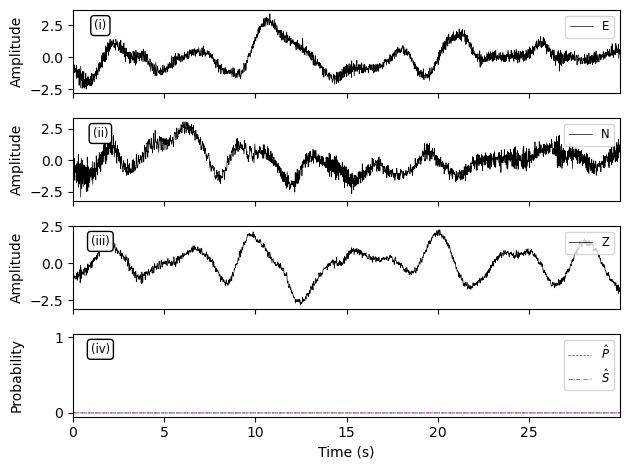 Amplitude
2.5
0.0
−2.5
(i)
E
Amplitude
2.5
0.0
−2.5
(ii)
N
Amplitude
2.5
0.0
−2.5
(iii)
Z
Probability
1
0
(iv)
P̂
Ŝ
0 5 10 15 20 25
Time (s)